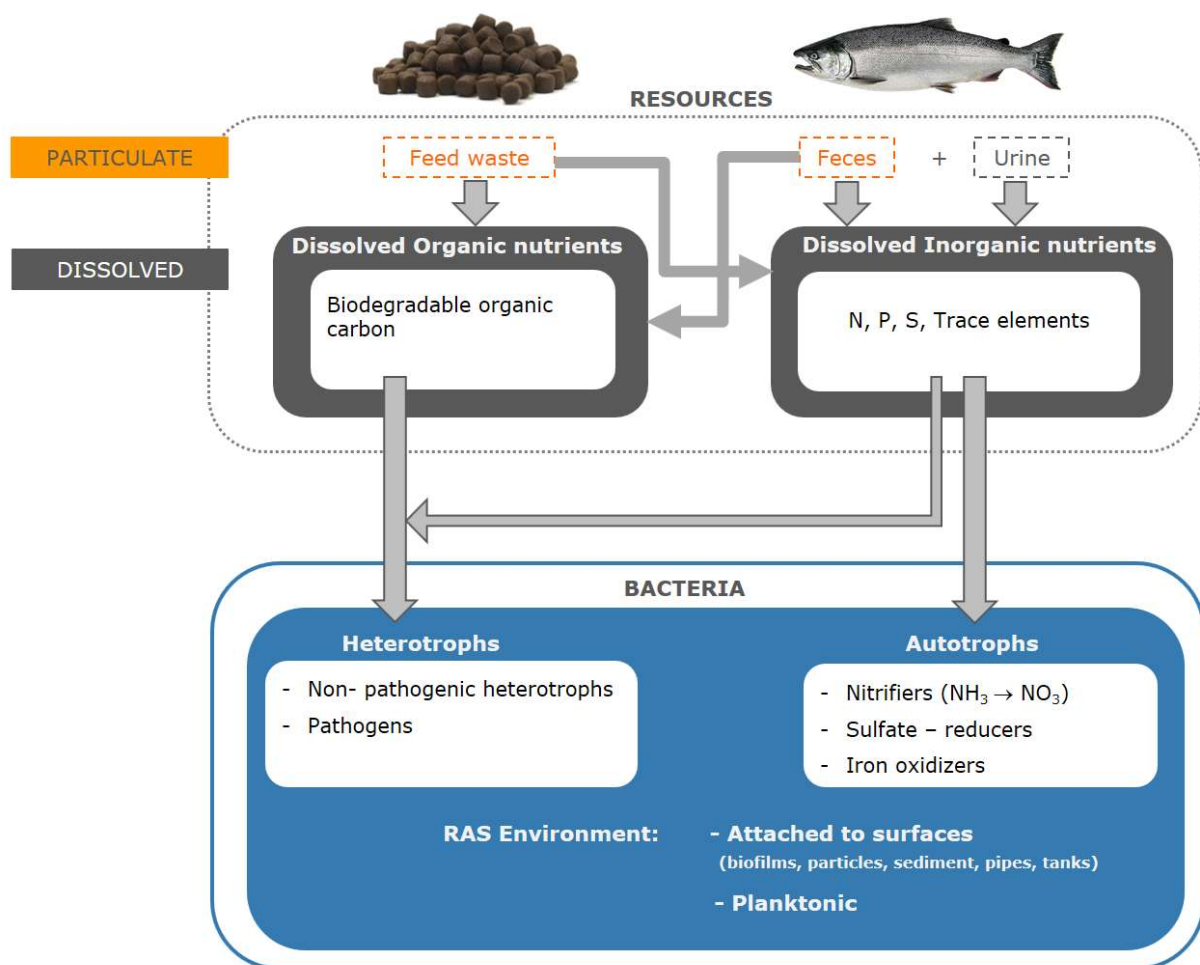 RESOURCES
PARTICULATE
Feed waste
Feces
+
Urine
DISSOLVED
Dissolved Organic nutrients
Dissolved Inorganic nutrients
Biodegradable organic
carbon
N, P, S, Trace elements
BACTERIA
Heterotrophs
- Non- pathogenic heterotrophs
- Pathogens
Autotrophs
- Nitrifiers (NH₃ → NO₃)
- Sulfate – reducers
- Iron oxidizers
RAS Environment:
- Attached to surfaces
(biofilms, particles, sediment, pipes, tanks)
- Planktonic